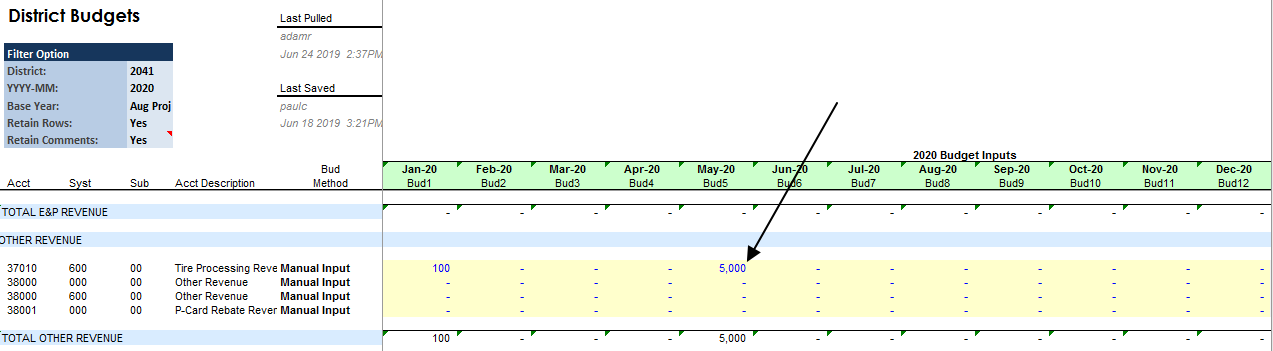 District Budgets
Last Pulled
adamr
Jun 24 2019 2:37PM
Filter Option
District: 2041
YYYY-MM: 2020
Base Year: Aug Proj
Retain Rows: Yes
Retain Comments: Yes
Last Saved
paulc
Jun 18 2019 3:21PM
2020 Budget Inputs
Bud Jan-20 Feb-20 Mar-20 Apr-20 May-20 Jun-20 Jul-20 Aug-20 Sep-20 Oct-20 Nov-20 Dec-20
Acct Syst Sub Acct Description Method Bud1 Bud2 Bud3 Bud4 Bud5 Bud6 Bud7 Bud8 Bud9 Bud10 Bud11 Bud12
TOTAL E&P REVENUE - - - - - - - - - - - -
OTHER REVENUE
37010 600 00 Tire Processing Reve Manual Input 100 - - - 5,000 - - - - - - -
38000 000 00 Other Revenue Manual Input - - - - - - - - - - - -
38000 600 00 Other Revenue Manual Input - - - - - - - - - - - -
38001 000 00 P-Card Rebate Rever Manual Input - - - - - - - - - - - -
TOTAL OTHER REVENUE 100 - - - 5,000 - - - - - - -